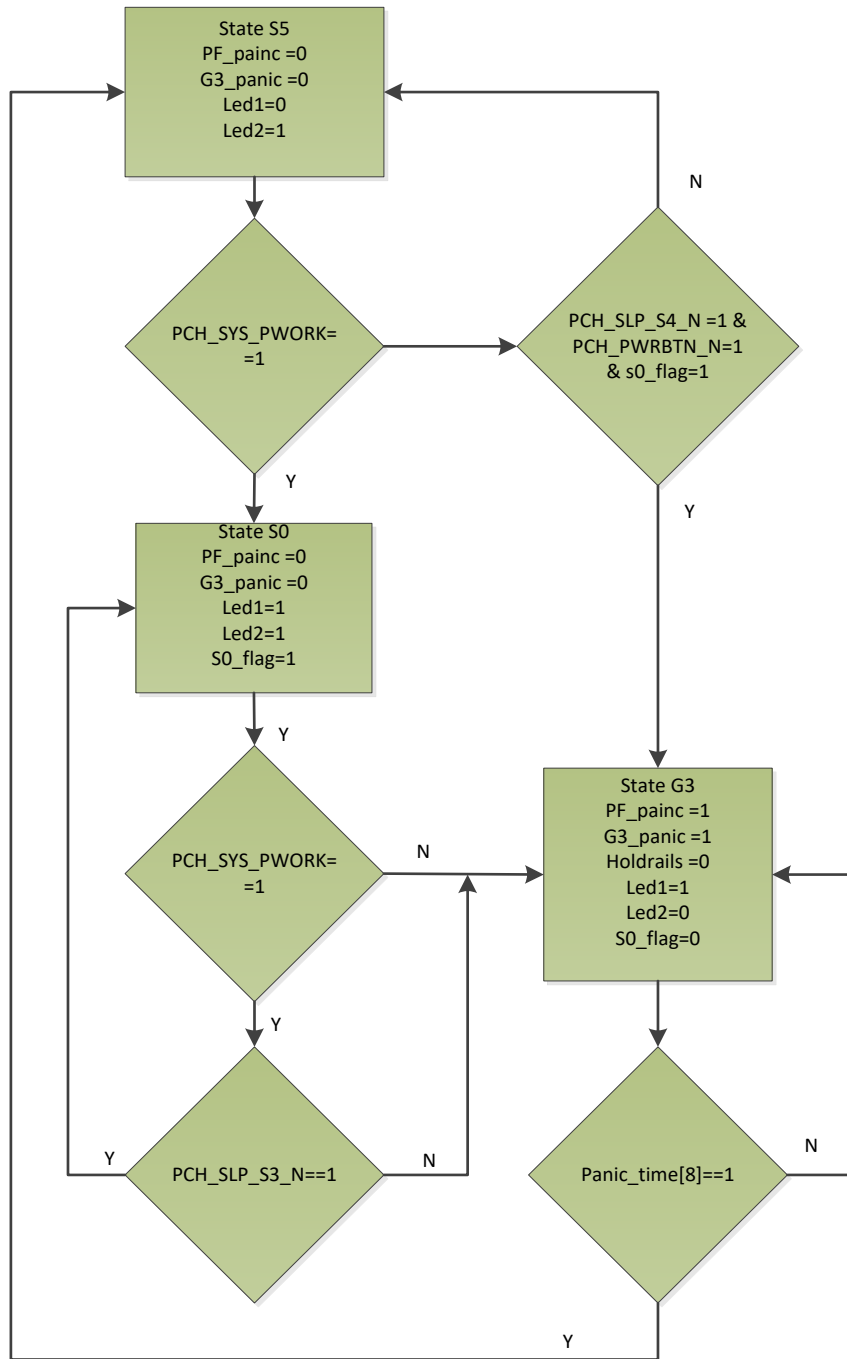 State S5
PF_painc =0
G3_panic =0
Led1=0
Led2=1
N
PCH_SYS_PWORK=
=1
PCH_SLP_S4_N =1 &
PCH_PWRBTN_N=1
& s0_flag=1
Y
Y
State S0
PF_painc =0
G3_panic =0
Led1=1
Led2=1
S0_flag=1
Y
State G3
PF_painc =1
G3_panic =1
Holdrails =0
Led1=1
Led2=0
S0_flag=0
PCH_SYS_PWORK=
=1
N
Y
PCH_SLP_S3_N==1
Y
N
Panic_time[8]==1
N
Y